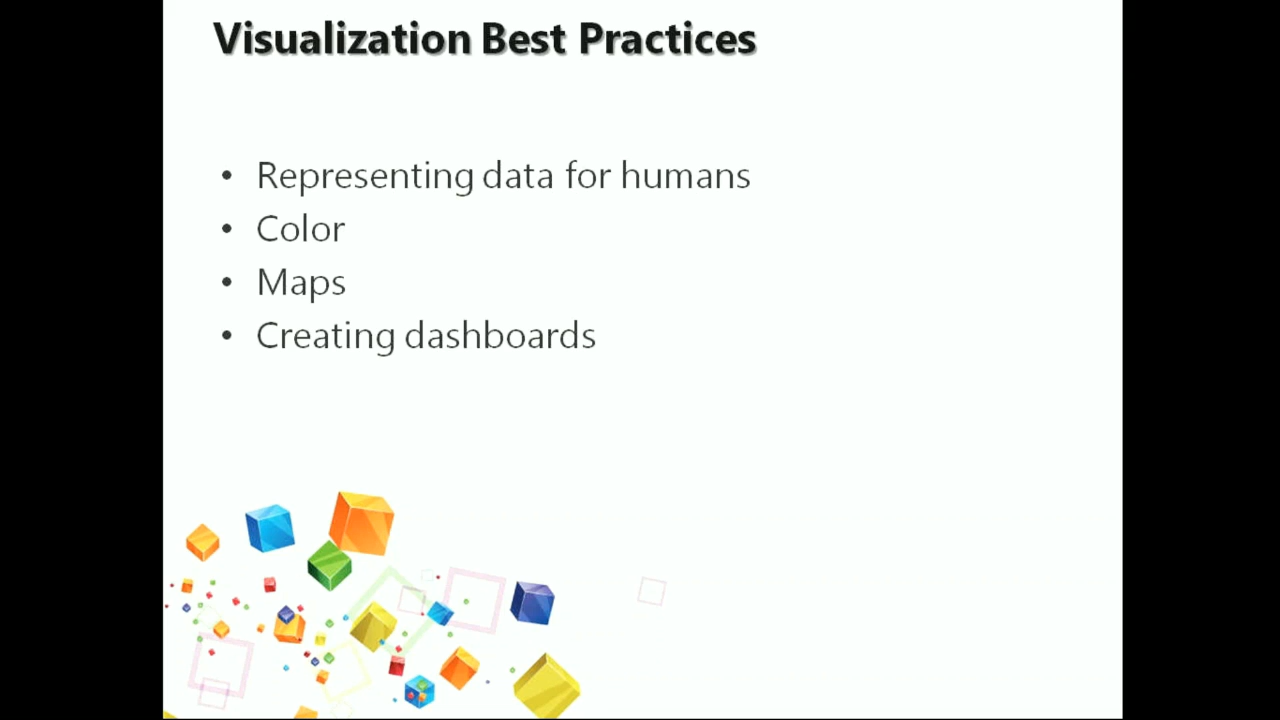 Visualization Best Practices
• Representing data for humans
• Color
• Maps
• Creating dashboards